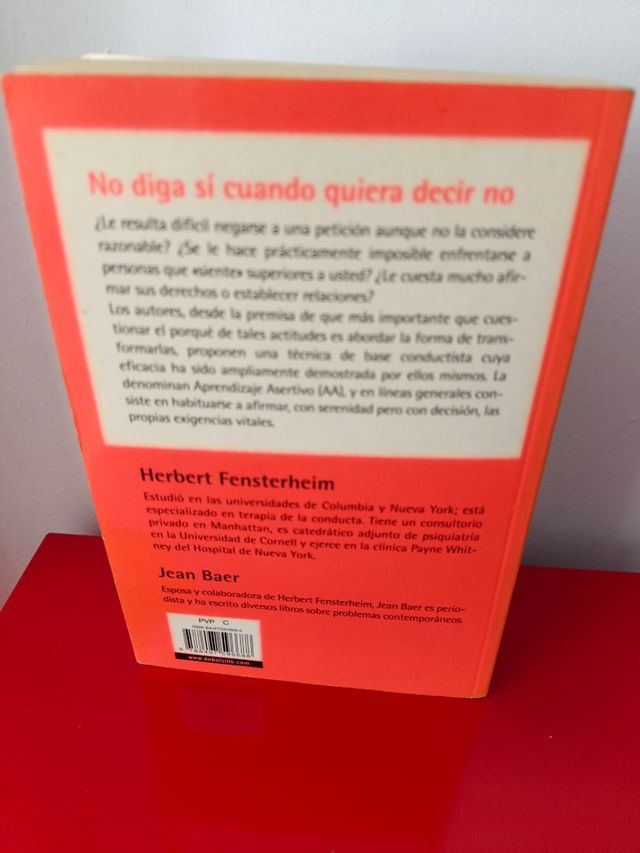 No diga sí cuando quiera decir no
¿Le resulta difícil negarse a una petición aunque no la considere
razonable? ¿Se le hace prácticamente imposible enfrentarse a
personas que «siente» superiores a usted? ¿Le cuesta mucho afir-
mar sus derechos o establecer relaciones?
Los autores, desde la premisa de que más importante que cues-
tionar el porqué de tales actitudes es abordar la forma de trans-
formarlas, proponen una técnica de base conductista cuya
eficacia ha sido ampliamente demostrada por ellos mismos. La
denominan Aprendizaje Asertivo (AA), y en líneas generales con-
siste en habituarse a afirmar, con serenidad pero con decisión, las
propias exigencias vitales.
Herbert Fensterheim
Estudió en las universidades de Columbia y Nueva York; está
especializado en terapia de la conducta. Tiene un consultorio
privado en Manhattan, es catedrático adjunto de psiquiatría
en la Universidad de Cornell y ejerce en la clínica Payne Whit-
ney del Hospital de Nueva York.
Jean Baer
Esposa y colaboradora de Herbert Fensterheim, Jean Baer es perio-
dista y ha escrito diversos libros sobre problemas contemporáneos.
PVP C
www.debolsillo.com